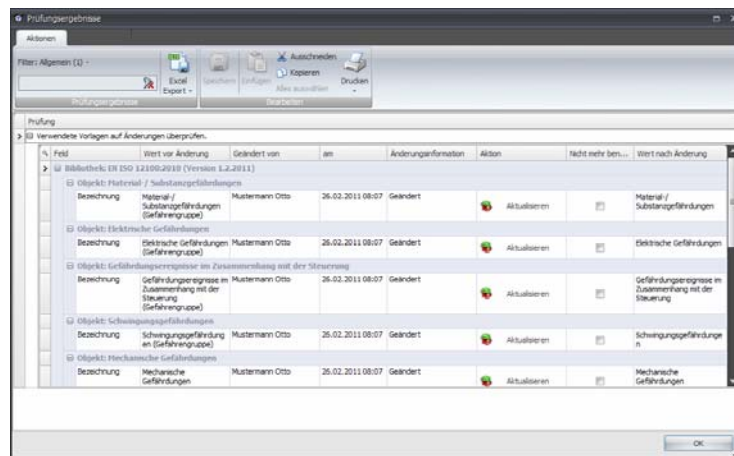 Prüfungsergebnisse
Aktionen
Filter: Allgemein (1)
Excel Export
Speichern
Einfügen
Ausschneiden
Kopieren
Alles auswählen
Drucken
Prüfungsergebnisse
Bearbeiten
Prüfung
Verwendete Vorlagen auf Änderungen überprüfen.
Feld Wert vor Änderung Geändert von am Änderungsinformation Aktion Nicht mehr ben... Wert nach Änderung
Bibliothek: EN ISO 12100:2010 (Version 1.2.2011)
Objekt: Material-/ Substanzgefährdungen
Bezeichnung Material-/ Mustermann Otto 26.02.2011 08:07 Geändert Aktualisieren Material-/
Substanzgefährdungen Substanzgefährdungen
(Gefahrengruppe)
Objekt: Elektrische Gefährdungen
Bezeichnung Elektrische Gefährdungen Mustermann Otto 26.02.2011 08:07 Geändert Aktualisieren Elektrische Gefährdungen
(Gefahrengruppe)
Objekt: Gefährdungsereignisse im Zusammenhang mit der Steuerung
Bezeichnung Gefährdungsereignisse im Mustermann Otto 26.02.2011 08:07 Geändert Aktualisieren Gefährdungsereignisse im
Zusammenhang mit der Zusammenhang mit der
Steuerung Steuerung
(Gefahrengruppe)
Objekt: Schwingungsgefährdungen
Bezeichnung Schwingungsgefährdung Mustermann Otto 26.02.2011 08:07 Geändert Aktualisieren Schwingungsgefährdunge
en (Gefahrengruppe) n
Objekt: Mechanische Gefährdungen
Bezeichnung Mechanische Mustermann Otto 26.02.2011 08:07 Geändert Aktualisieren Mechanische
Gefährdungen Gefährdungen
OK